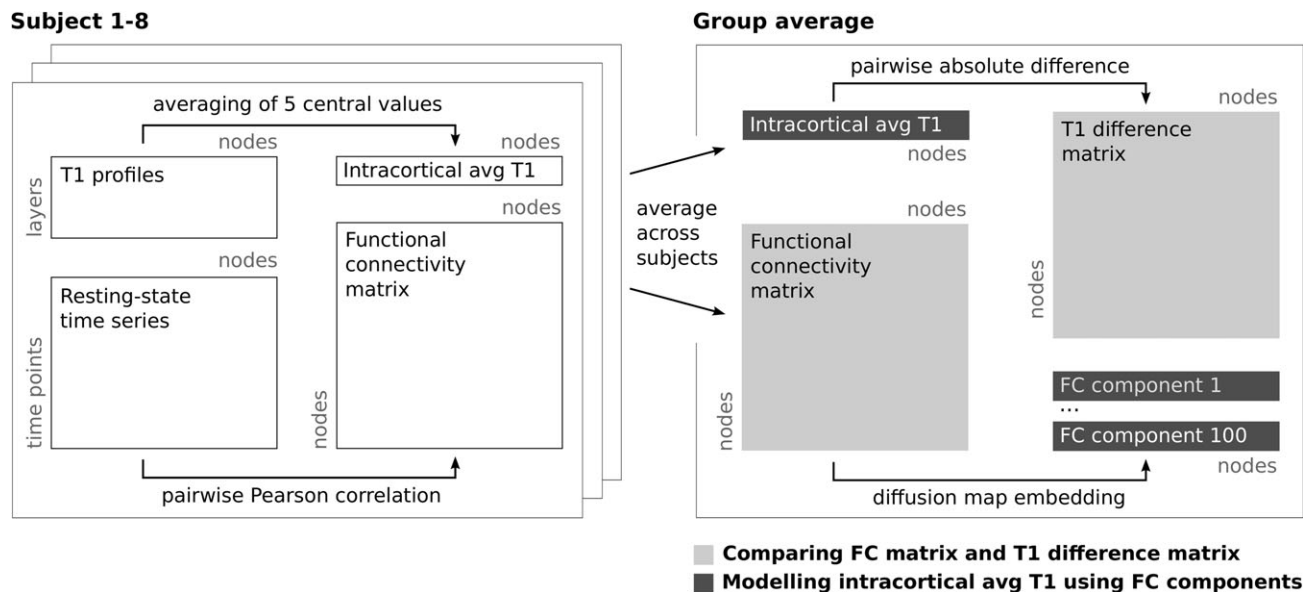 Subject 1-8
averaging of 5 central values
nodes
layers
T1 profiles
nodes
Intracortical avg T1
nodes
time points
Resting-state
time series
nodes
nodes
Functional
connectivity
matrix
pairwise Pearson correlation
average
across
subjects
Group average
pairwise absolute difference
Intracortical avg T1
nodes
nodes
T1 difference
matrix
nodes
nodes
nodes
Functional
connectivity
matrix
FC component 1
...
FC component 100
nodes
diffusion map embedding
Comparing FC matrix and T1 difference matrix
Modelling intracortical avg T1 using FC components